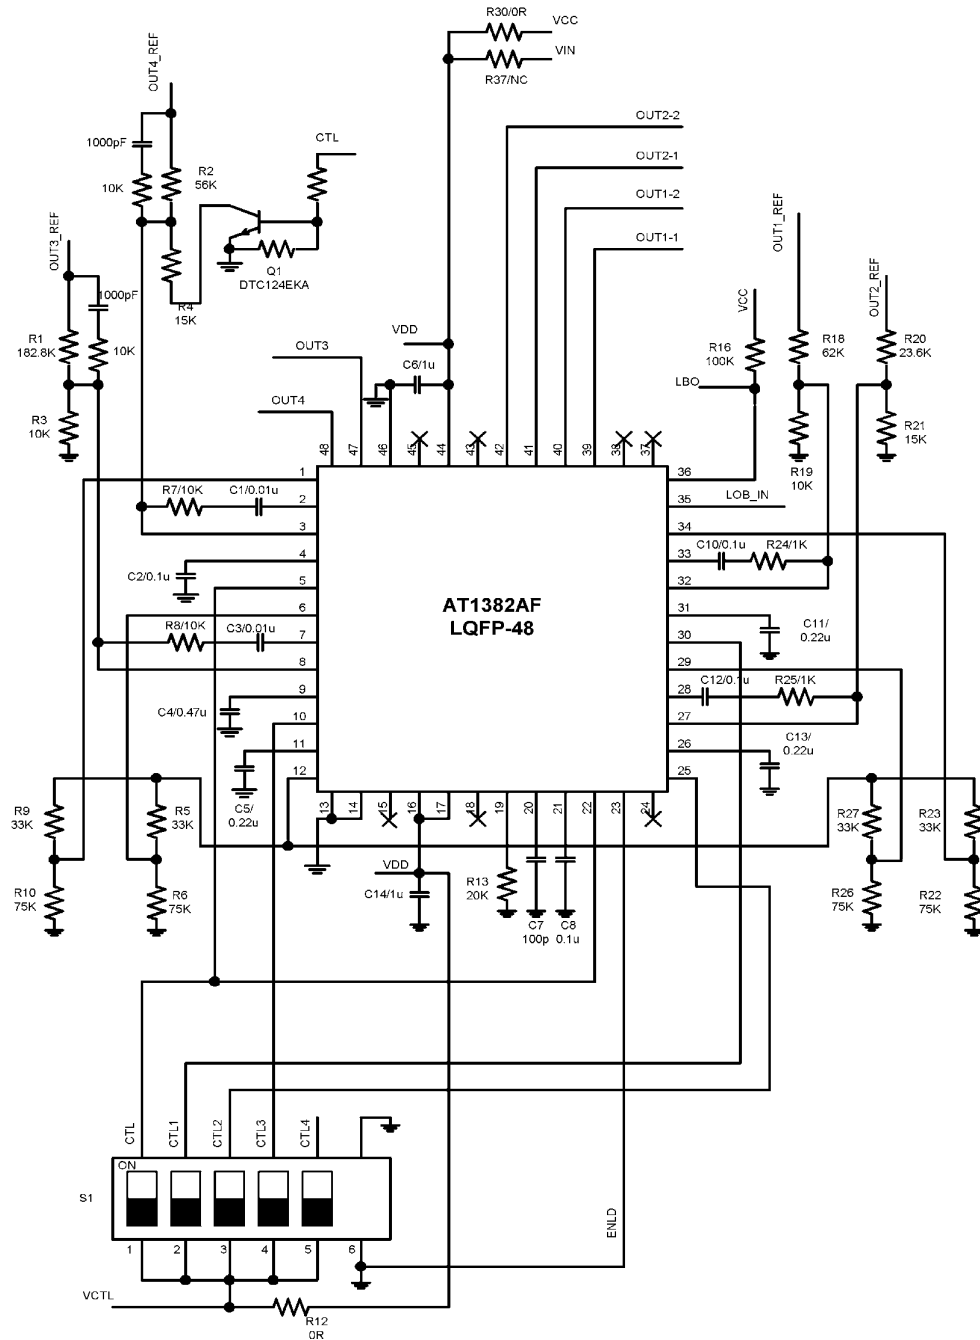 R30/0R
VCC
VIN
R37/NC
OUT4_REF
OUT2-2
1000pF
CTL
OUT2-1
R2
56K
10K
OUT1-2
OUT1_REF
OUT3_REF
OUT1-1
Q1
DTC124EKA
OUT2_REF
1000pF
R4
15K
VCC
R1
182.8K
10K
VDD
OUT3
R16
100K
R18
62K
R20
23.6K
C6/1u
LBO
OUT4
R3
10K
R21
15K
48
47
46
45
44
43
42
41
40
39
38
37
R19
10K
1
36
R7/10K
C1/0.01u
2
35
LOB_IN
3
34
4
33
C10/0.1u
R24/1K
C2/0.1u
5
32
AT1382AF
LQFP-48
6
31
C11/
0.22u
R8/10K
C3/0.01u
7
30
8
29
9
28
C12/0.1u
R25/1K
C4/0.47u
10
27
11
26
C13/
0.22u
12
25
C5/
0.22u
13
14
15
16
17
18
19
20
21
22
23
24
R9
33K
R5
33K
R27
33K
R23
33K
VDD
R10
75K
R6
75K
C14/1u
R13
20K
C7
100p
C8
0.1u
R26
75K
R22
75K
CTL
CTL1
CTL2
CTL3
CTL4
ON
S1
ENLD
1
2
3
4
5
6
VCTL
R12
0R